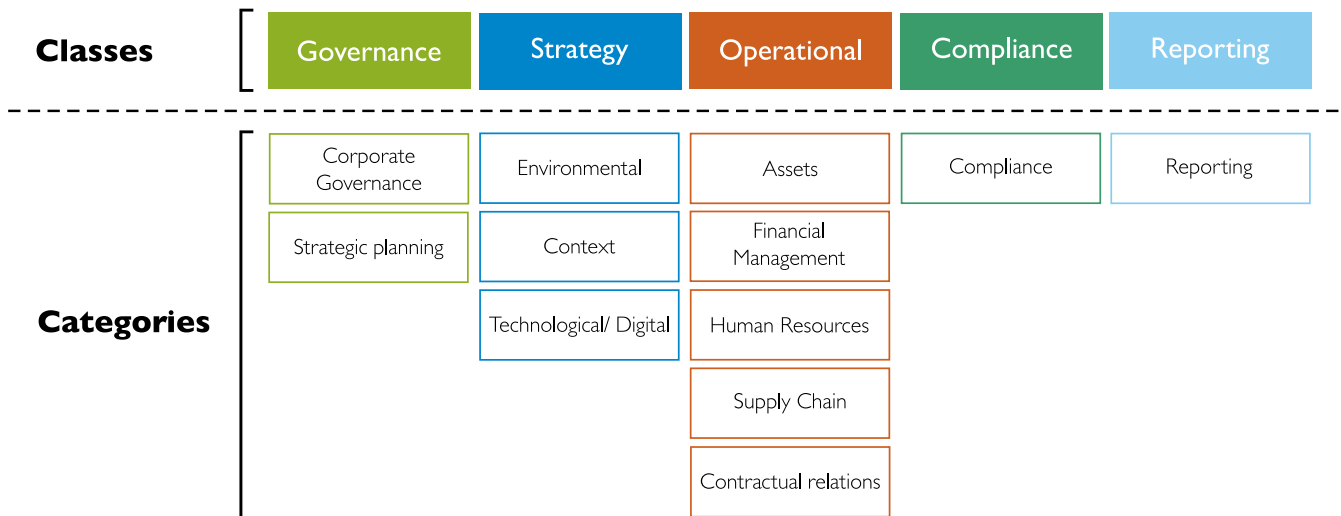 Classes
Governance
Strategy
Operational
Compliance
Reporting
Categories
Corporate
Governance
Strategic planning
Environmental
Context
Technological/ Digital
Assets
Financial
Management
Human Resources
Supply Chain
Contractual relations
Compliance
Reporting